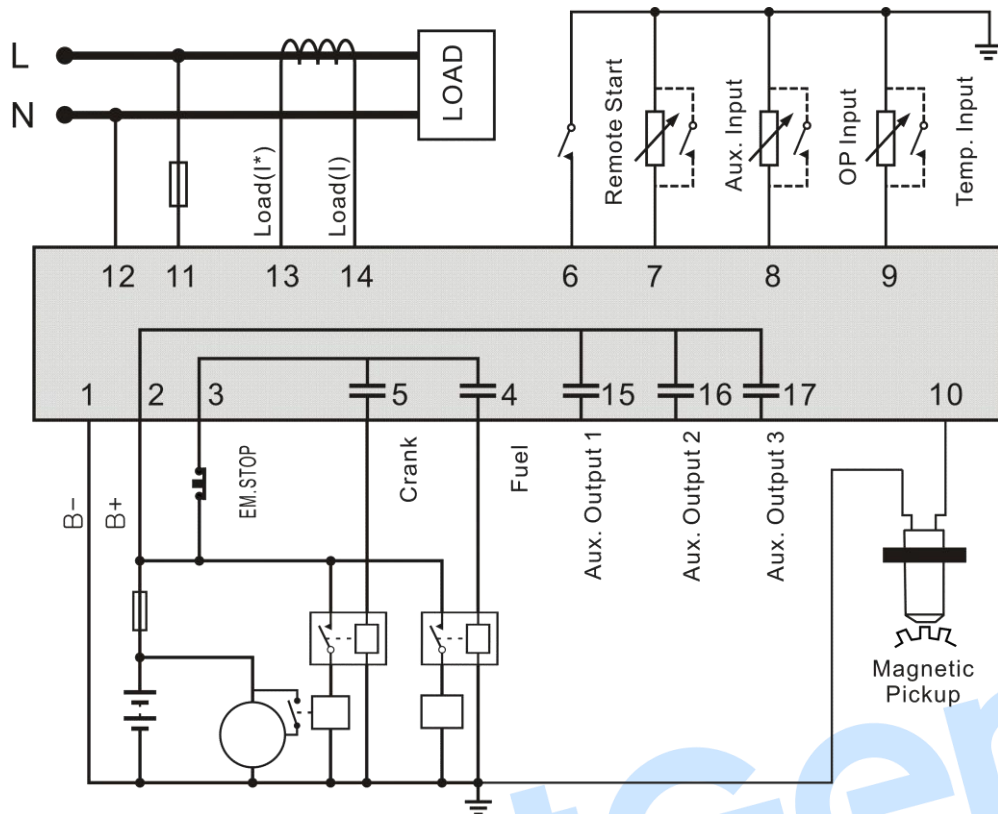 L
N
LOAD
Load(I*)
Load(I)
Remote Start
Aux. Input
OP Input
Temp. Input
12 11 13 14 6 7 8 9
1 2 3 5 4 15 16 17 10
B−
B+
EM.STOP
Crank
Fuel
Aux. Output 1
Aux. Output 2
Aux. Output 3
Magnetic
Pickup
tGen